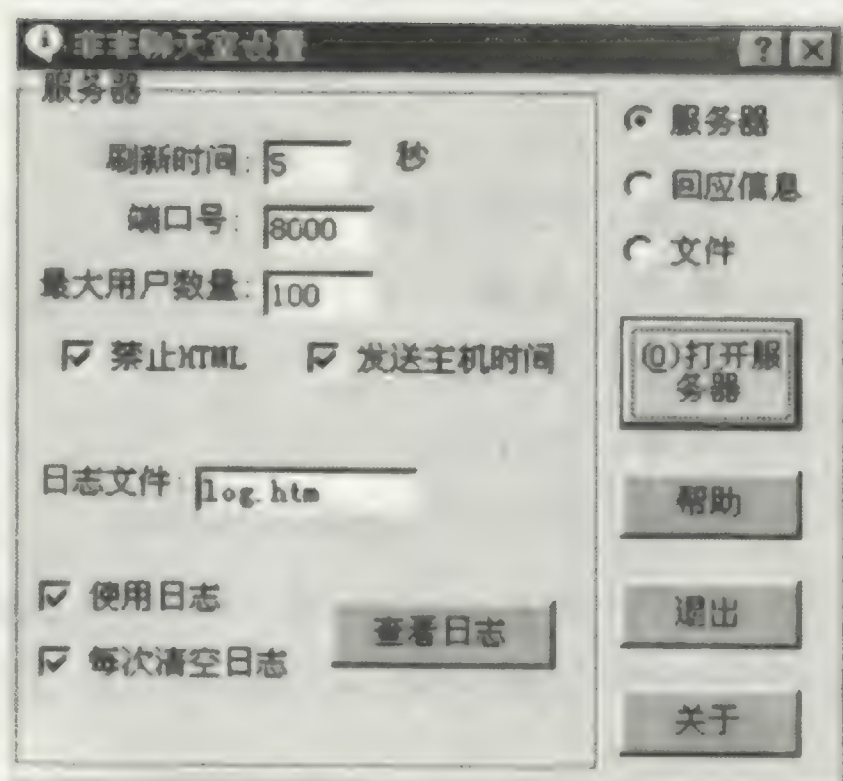 菲菲聊天室设置
服务器
刷新时间: 5 秒
端口号: 8000
最大用户数量: 100
禁止HTML 发送主机时间
日志文件: log.htm
使用日志
每次清空日志
查看日志
服务器
回应信息
文件
(O)打开服
务器
帮助
退出
关于